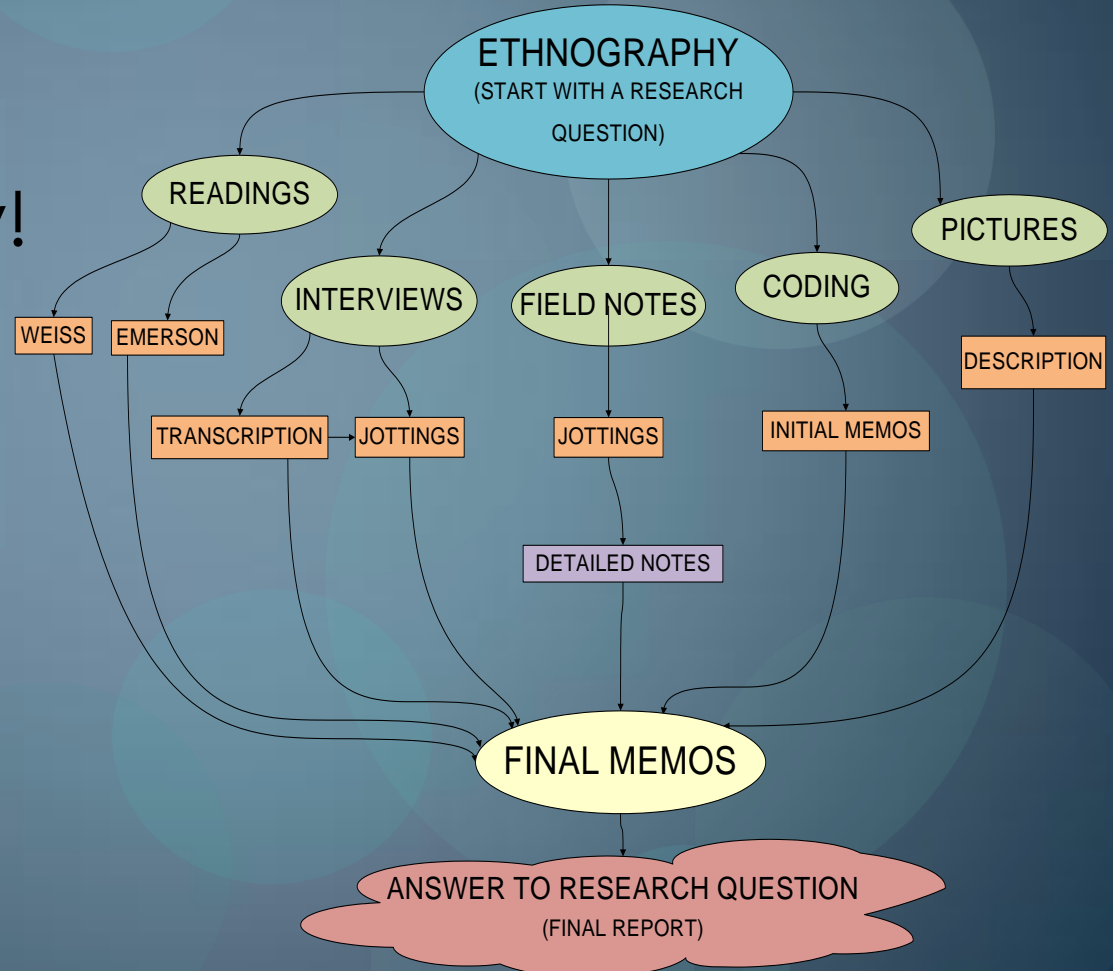 ETHNOGRAPHY
(START WITH A RESEARCH
QUESTION)
READINGS
PICTURES
INTERVIEWS
FIELD NOTES
CODING
WEISS
EMERSON
DESCRIPTION
TRANSCRIPTION
JOTTINGS
JOTTINGS
INITIAL MEMOS
DETAILED NOTES
FINAL MEMOS
ANSWER TO RESEARCH QUESTION
(FINAL REPORT)